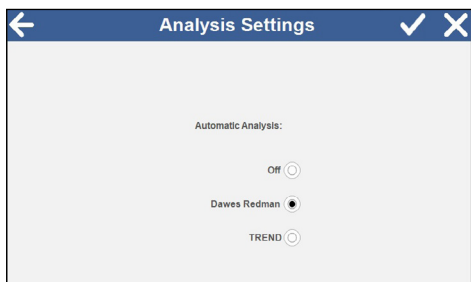 Analysis Settings
Automatic Analysis:
Off
Dawes Redman
TREND